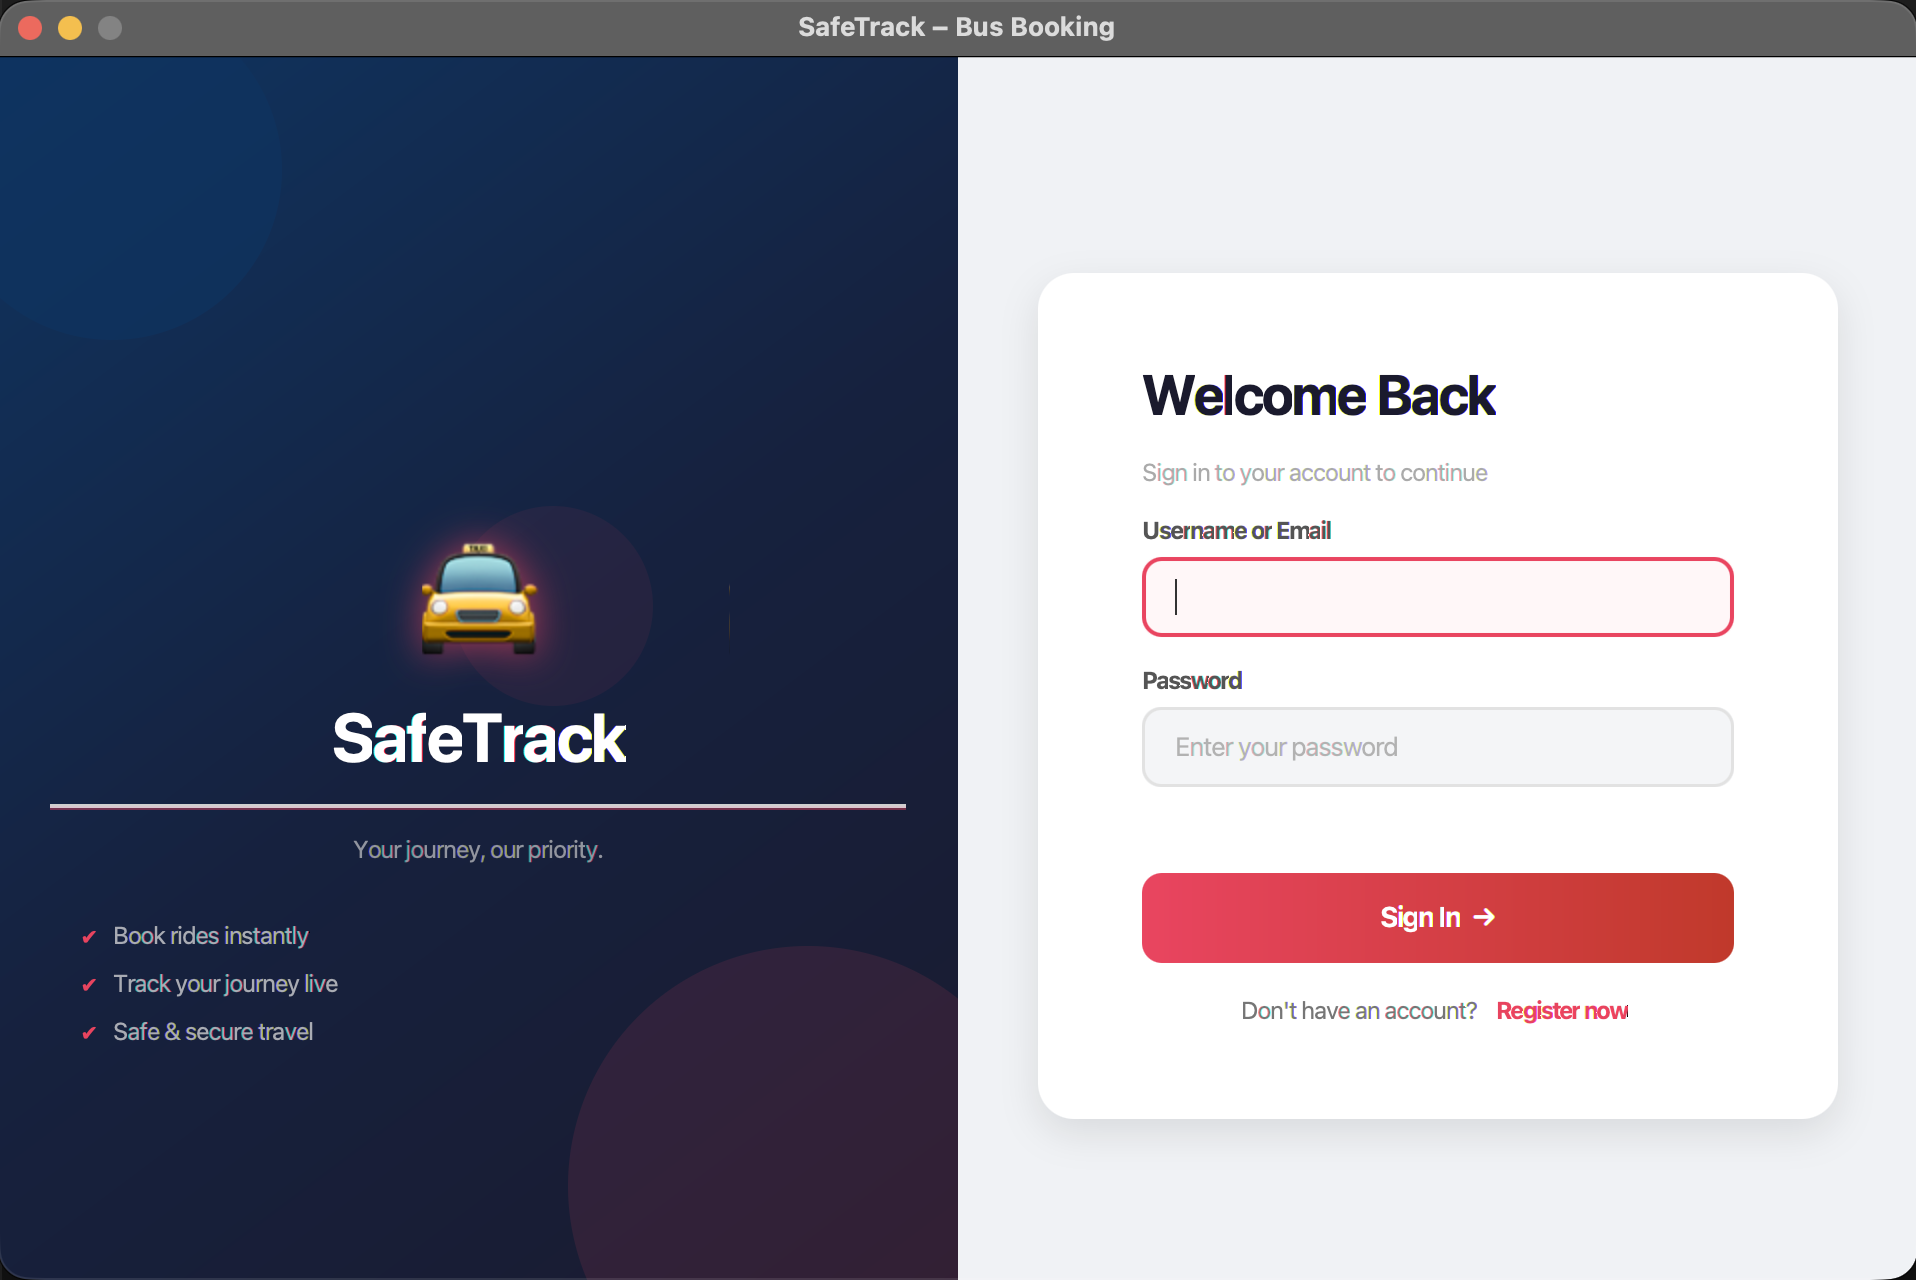 SafeTrack – Bus Booking
TAXI
SafeTrack
Your journey, our priority.
✔ Book rides instantly
✔ Track your journey live
✔ Safe & secure travel
Welcome Back
Sign in to your account to continue
Username or Email
Password
Enter your password
Sign In →
Don't have an account? Register now